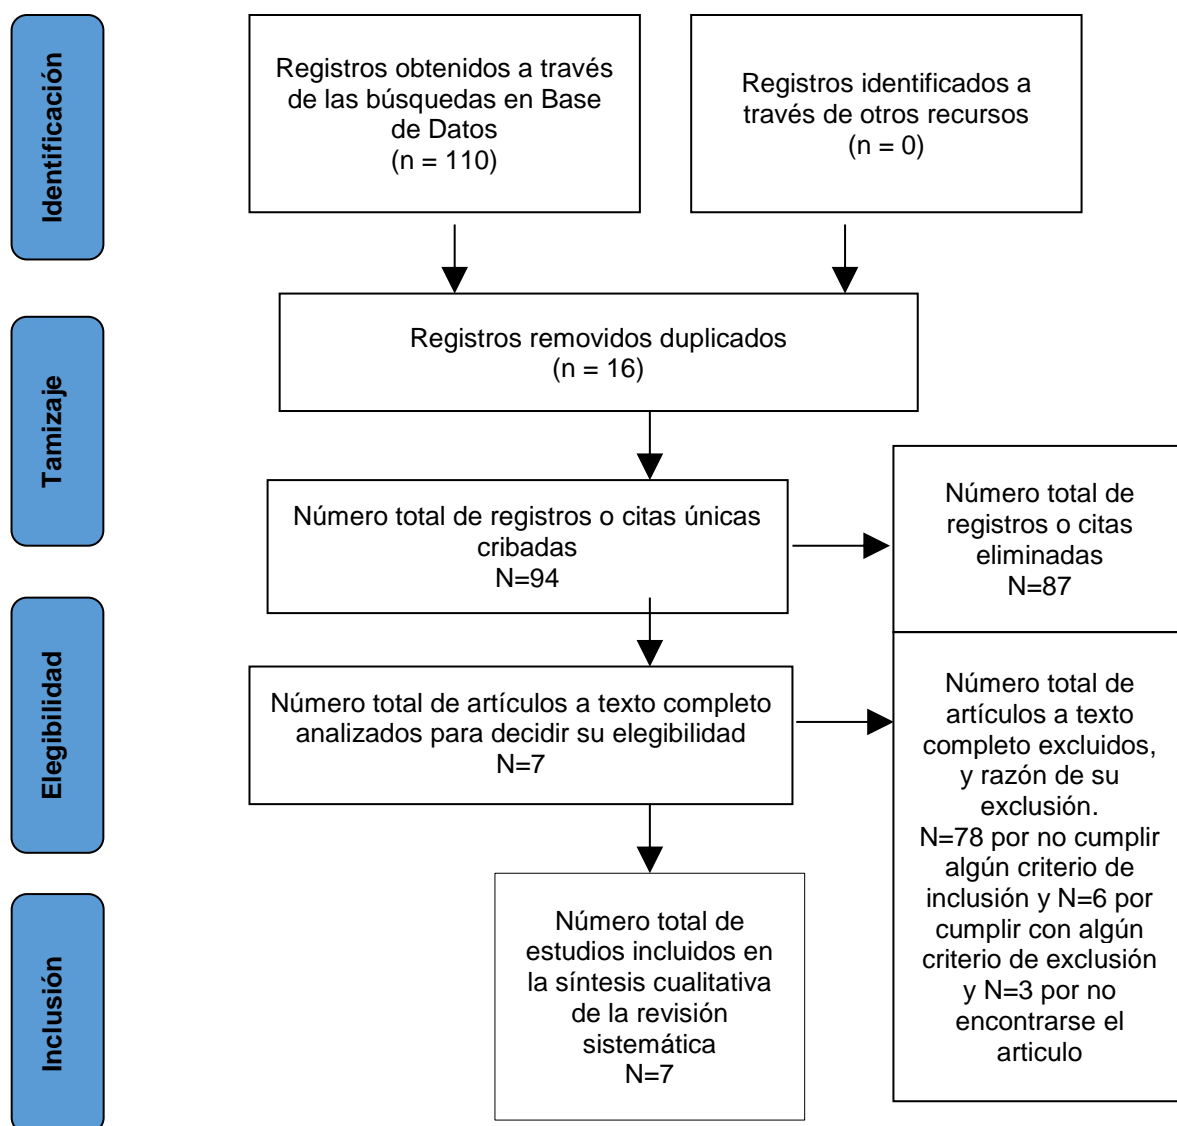 Identificación
Registros obtenidos a través
de las búsquedas en Base
de Datos
(n = 110)
Registros identificados a
través de otros recursos
(n = 0)
Tamizaje
Registros removidos duplicados
(n = 16)
Número total de registros o citas únicas
cribadas
N=94
Número total de
registros o citas
eliminadas
N=87
Elegibilidad
Número total de artículos a texto completo
analizados para decidir su elegibilidad
N=7
Número total de
artículos a texto
completo excluidos,
y razón de su
exclusión.
N=78 por no cumplir
algún criterio de
inclusión y N=6 por
cumplir con algún
criterio de exclusión
y N=3 por no
encontrarse el
articulo
Inclusión
Número total de
estudios incluidos en
la síntesis cualitativa
de la revisión
sistemática
N=7